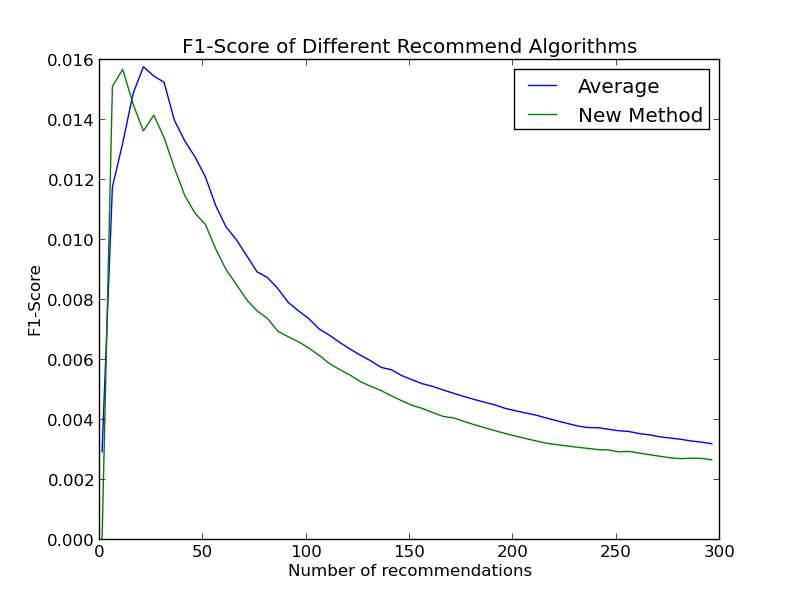 F1-Score of Different Recommend Algorithms
0.016
0.014
0.012
0.010
0.008
0.006
0.004
0.002
0.000
F1-Score
Average
New Method
0 50 100 150 200 250 300
Number of recommendations